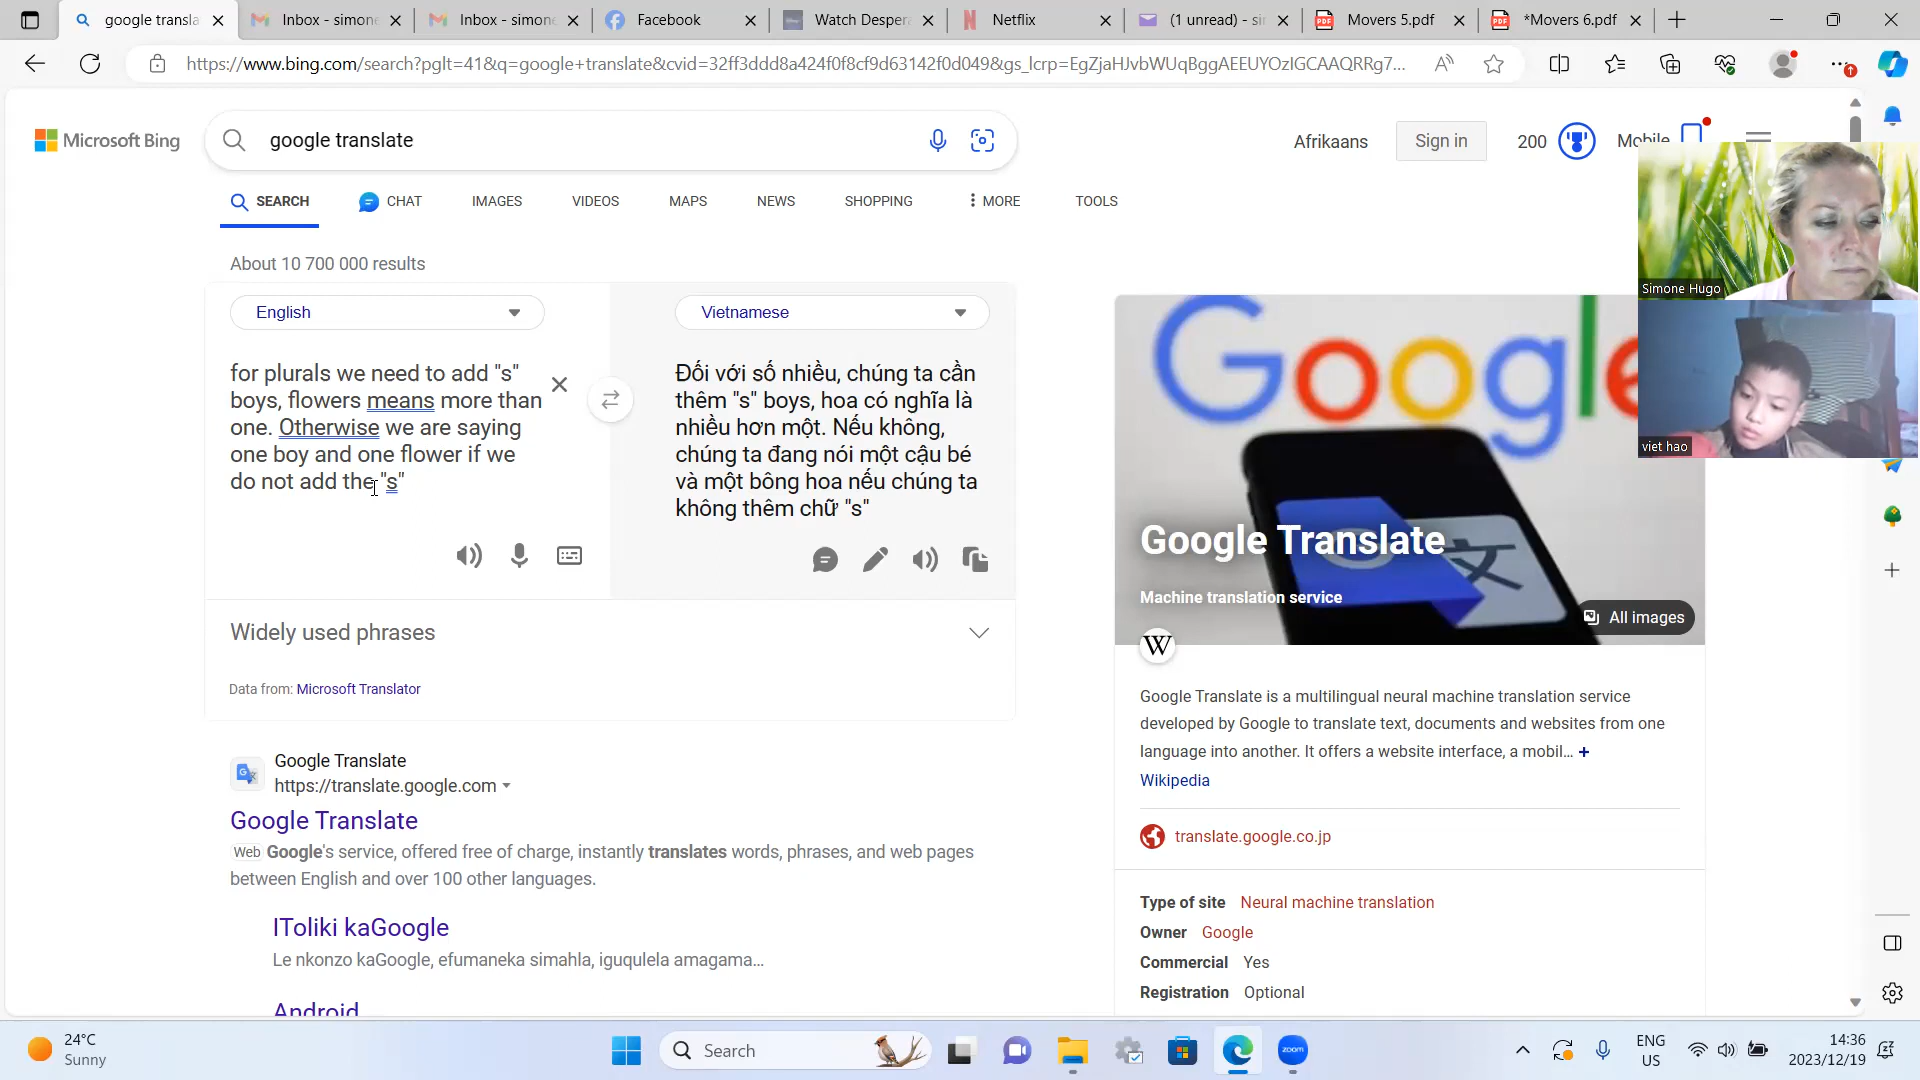 google transla
Inbox - simone
Inbox - simone
Facebook
Watch Desper
Netflix
(1 unread) - si
Movers 5.pdf
*Movers 6.pdf
https://www.bing.com/search?pglt=41&q=google+translate&cvid=32ff3ddd8a424f0f8cf9d63142f0d049&gs_lcrp=EgZjaHJvbWUqBggAEEUYOzIGCAAQRRg7...
Microsoft Bing
google translate
Afrikaans
Sign in
200
Mobile
SEARCH
CHAT
IMAGES
VIDEOS
MAPS
NEWS
SHOPPING
MORE
TOOLS
About 10 700 000 results
English
for plurals we need to add "s"
boys, flowers means more than
one. Otherwise we are saying
one boy and one flower if we
do not add the "s"
Vietnamese
Đối với số nhiều, chúng ta cần
thêm "s" boys, hoa có nghĩa là
nhiều hơn một. Nếu không,
chúng ta đang nói một cậu bé
và một bông hoa nếu chúng ta
không thêm chữ "s"
Widely used phrases
Data from: Microsoft Translator
Google Translate
https://translate.google.com
Google Translate
Web Google's service, offered free of charge, instantly translates words, phrases, and web pages
between English and over 100 other languages.
IToliki kaGoogle
Le nkonzo kaGoogle, efumaneka simahla, iguqulela amagama...
Android
Google
Google Translate
Machine translation service
All images
W
Google Translate is a multilingual neural machine translation service
developed by Google to translate text, documents and websites from one
language into another. It offers a website interface, a mobil... +
Wikipedia
translate.google.co.jp
Type of site Neural machine translation
Owner Google
Commercial Yes
Registration Optional
Simone Hugo
viet hao
24°C
Sunny
Search
zoom
ENG
US
14:36
2023/12/19